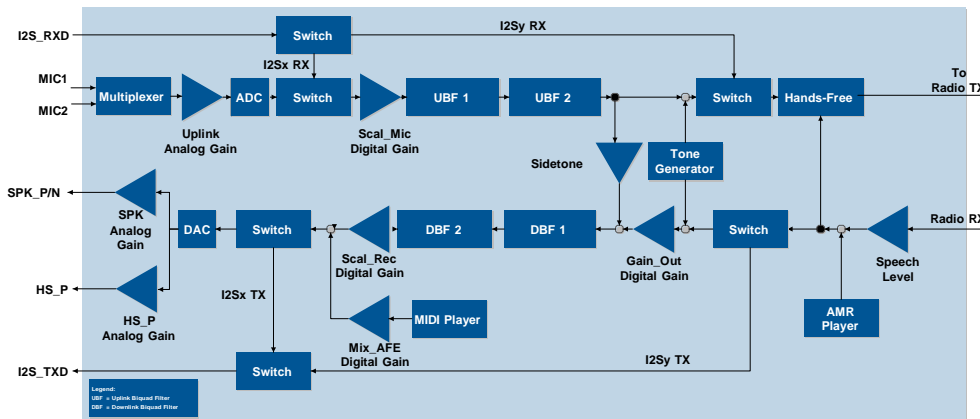 I2S_RXD
Switch
I2Sy RX
I2Sx RX
To
Radio TX
MIC1
MIC2
Multiplexer
ADC
Switch
UBF 1
UBF 2
Switch
Hands-Free
Uplink
Analog Gain
Scal_Mic
Digital Gain
Sidetone
Tone
Generator
SPK_P/N
SPK
Analog
Gain
DAC
Switch
DBF 2
DBF 1
Switch
Radio RX
Scal_Rec
Digital Gain
Gain_Out
Digital Gain
Speech
Level
I2Sx TX
HS_P
HS_P
Analog Gain
MIDI Player
AMR
Player
Mix_AFE
Digital Gain
I2Sy TX
I2S_TXD
Switch
Legend:
UBF = Uplink Biquad Filter
DBF = Downlink Biquad Filter